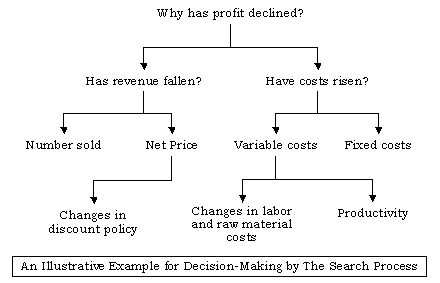 Why has profit declined?
Has revenue fallen?
Have costs risen?
Number sold
Net Price
Variable costs
Fixed costs
Changes in
discount policy
Changes in labor
and raw material
costs
Productivity
An Illustrative Example for Decision-Making by The Search Process